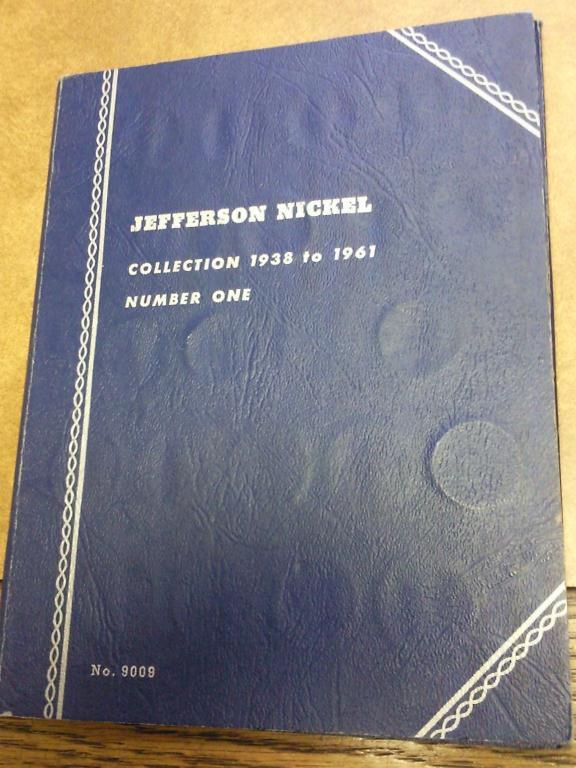 JEFFERSON NICKEL
COLLECTION 1938 to 1961
NUMBER ONE
No. 9009